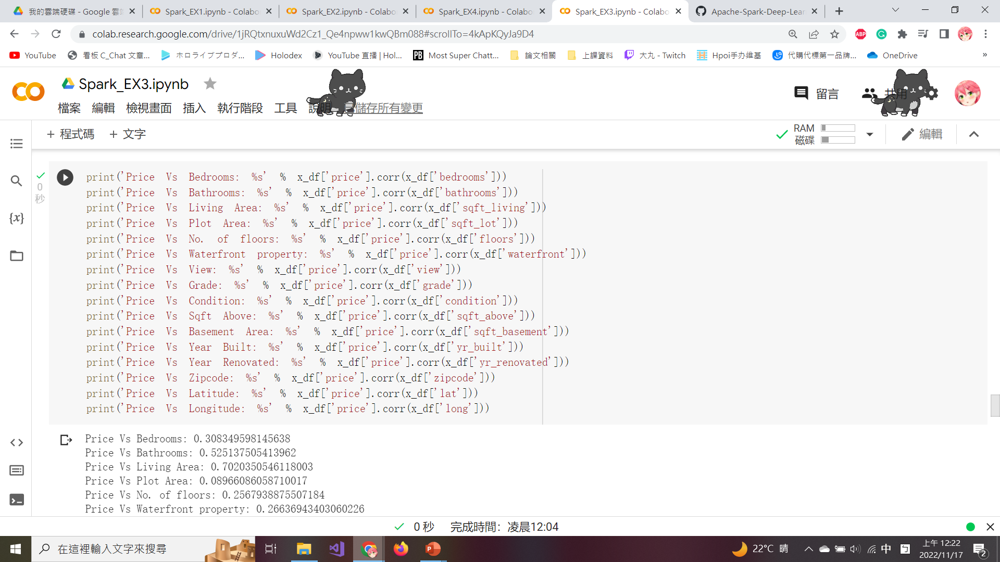 我的雲端硬碟 - Google 雲端
Spark_EX1.ipynb - Colabo
Spark_EX2.ipynb - Colabo
Spark_EX4.ipynb - Colabo
Spark_EX3.ipynb - Colabo
Apache-Spark-Deep-Lear
colab.research.google.com/drive/1jRQtxnuxuWd2Cz1_Qe4npww1kwQBm088#scrollTo=4kApKQyJa9D4
ABP
YouTube
看板 C_Chat 文章...
ホロライブプロダ...
Holodex
YouTube 直播 | Hol...
PB
Most Super Chatt...
論文相關
上課資料
大丸 - Twitch
Hpoi手办维基
代購代標第一品牌...
OneDrive
»
Spark_EX3.ipynb
留言
共用
檔案 編輯 檢視畫面 插入 執行階段 工具 說明 已儲存所有變更
+ 程式碼 + 文字
RAM
磁碟
編輯
0
秒
{x}
print('Price Vs Bedrooms: %s' % x_df['price'].corr(x_df['bedrooms']))
print('Price Vs Bathrooms: %s' % x_df['price'].corr(x_df['bathrooms']))
print('Price Vs Living Area: %s' % x_df['price'].corr(x_df['sqft_living']))
print('Price Vs Plot Area: %s' % x_df['price'].corr(x_df['sqft_lot']))
print('Price Vs No. of floors: %s' % x_df['price'].corr(x_df['floors']))
print('Price Vs Waterfront property: %s' % x_df['price'].corr(x_df['waterfront']))
print('Price Vs View: %s' % x_df['price'].corr(x_df['view']))
print('Price Vs Grade: %s' % x_df['price'].corr(x_df['grade']))
print('Price Vs Condition: %s' % x_df['price'].corr(x_df['condition']))
print('Price Vs Sqft Above: %s' % x_df['price'].corr(x_df['sqft_above']))
print('Price Vs Basement Area: %s' % x_df['price'].corr(x_df['sqft_basement']))
print('Price Vs Year Built: %s' % x_df['price'].corr(x_df['yr_built']))
print('Price Vs Year Renovated: %s' % x_df['price'].corr(x_df['yr_renovated']))
print('Price Vs Zipcode: %s' % x_df['price'].corr(x_df['zipcode']))
print('Price Vs Latitude: %s' % x_df['price'].corr(x_df['lat']))
print('Price Vs Longitude: %s' % x_df['price'].corr(x_df['long']))
Price Vs Bedrooms: 0.308349598145638
Price Vs Bathrooms: 0.525137505413962
Price Vs Living Area: 0.7020350546118003
Price Vs Plot Area: 0.08966086058710017
Price Vs No. of floors: 0.2567938875507184
Price Vs Waterfront property: 0.26636943403060226
0 秒 完成時間：凌晨12:04
在這裡輸入文字來搜尋
22°C 晴
中
上午 12:22
2022/11/17
2